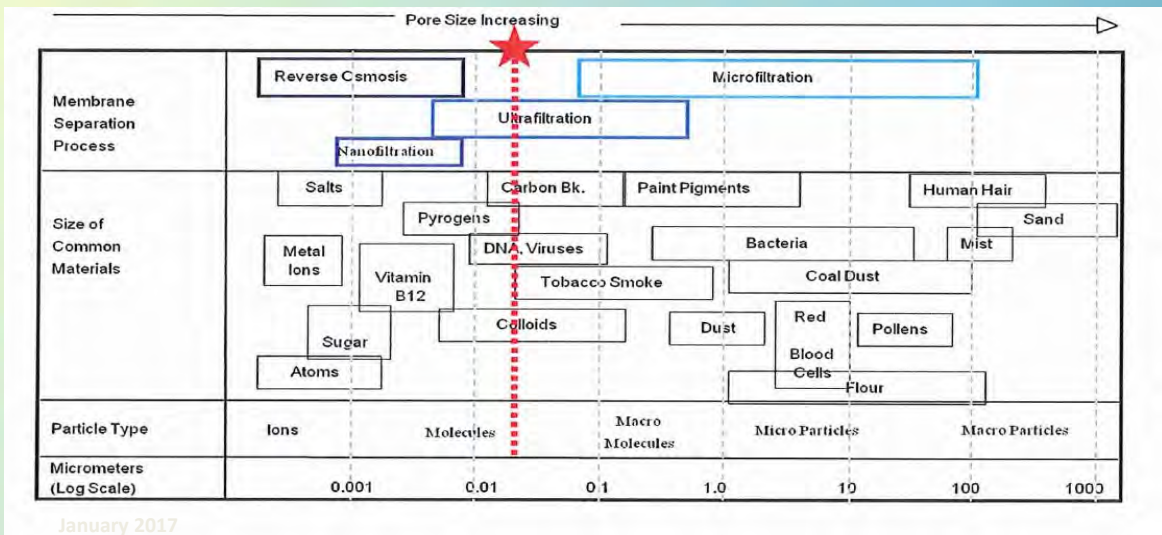 Pore Size Increasing
Membrane
Separation
Process
Reverse Csmosis
Microfiltration
Ultrafiltration
Nanofiltration
Size of
Common
Materials
Salts
Carbon Bk.
Paint Pigments
Human Hair
Pyrogens
Sand
Metal
Ions
DNA, Viruses
Bacteria
Mist
Vitamin
B12
Tobacco Smoke
Coal Dust
Sugar
Colloids
Dust
Red
Blood
Cells
Pollens
Atoms
Flour
Particle Type
Ions
Molecules
Macro
Molecules
Micro Particles
Macro Particles
Micrometers
(Log Scale)
0.001
0.01
0.1
1.0
10
100
1000
January 2017